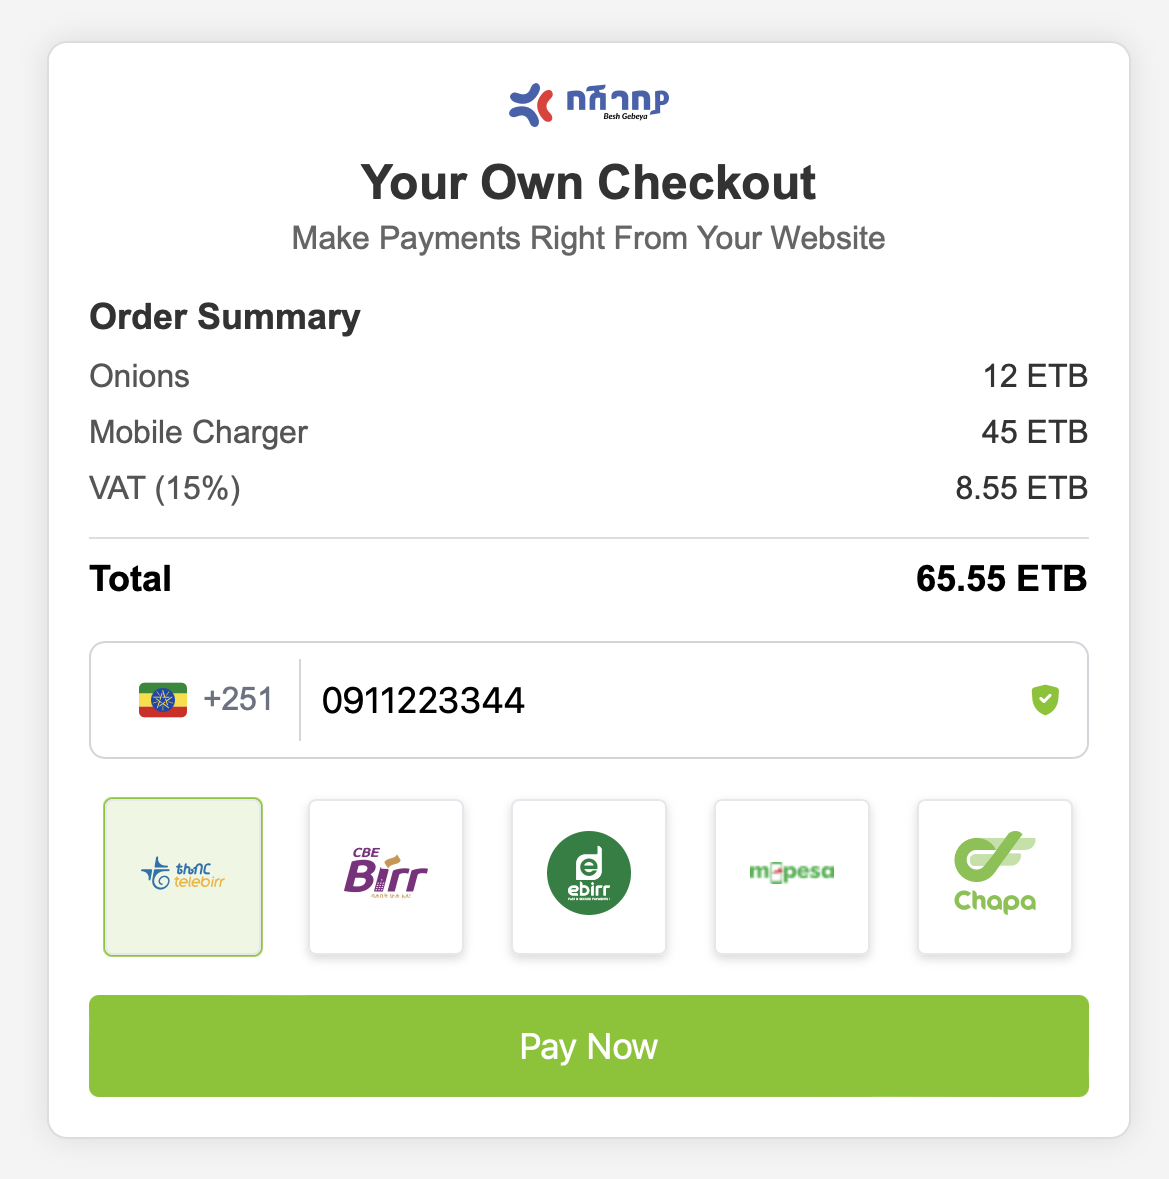 በሽ ገበያ
Besh Gebeya
Your Own Checkout
Make Payments Right From Your Website
Order Summary
Onions 12 ETB
Mobile Charger 45 ETB
VAT (15%) 8.55 ETB
Total 65.55 ETB
+251 0911223344
ቴሌብር
telebirr
CBE
Birr
ebirr
m-pesa
Chapa
Pay Now